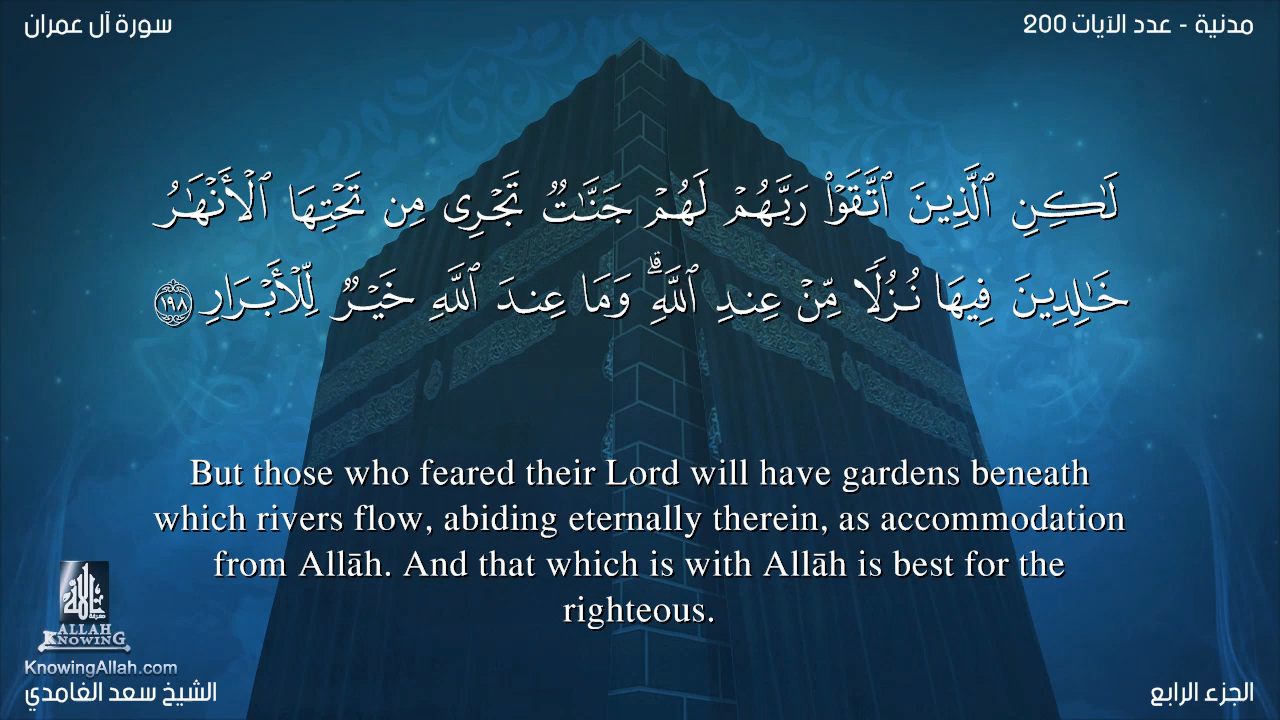 مدنية - عدد الآيات 200
سورة آل عمران
لَٰكِنِ ٱلَّذِينَ ٱتَّقَوْا۟ رَبَّهُمْ لَهُمْ جَنَّٰتٌ تَجْرِى مِن تَحْتِهَا ٱلْأَنْهَٰرُ
خَٰلِدِينَ فِيهَا نُزُلًا مِّنْ عِندِ ٱللَّهِ ۗ وَمَا عِندَ ٱللَّهِ خَيْرٌ لِّلْأَبْرَارِ ١٩٨
But those who feared their Lord will have gardens beneath
which rivers flow, abiding eternally therein, as accommodation
from Allāh. And that which is with Allāh is best for the
righteous.
ALLAH
KNOWING
KnowingAllah.com
الشيخ سعد الغامدي
الجزء الرابع